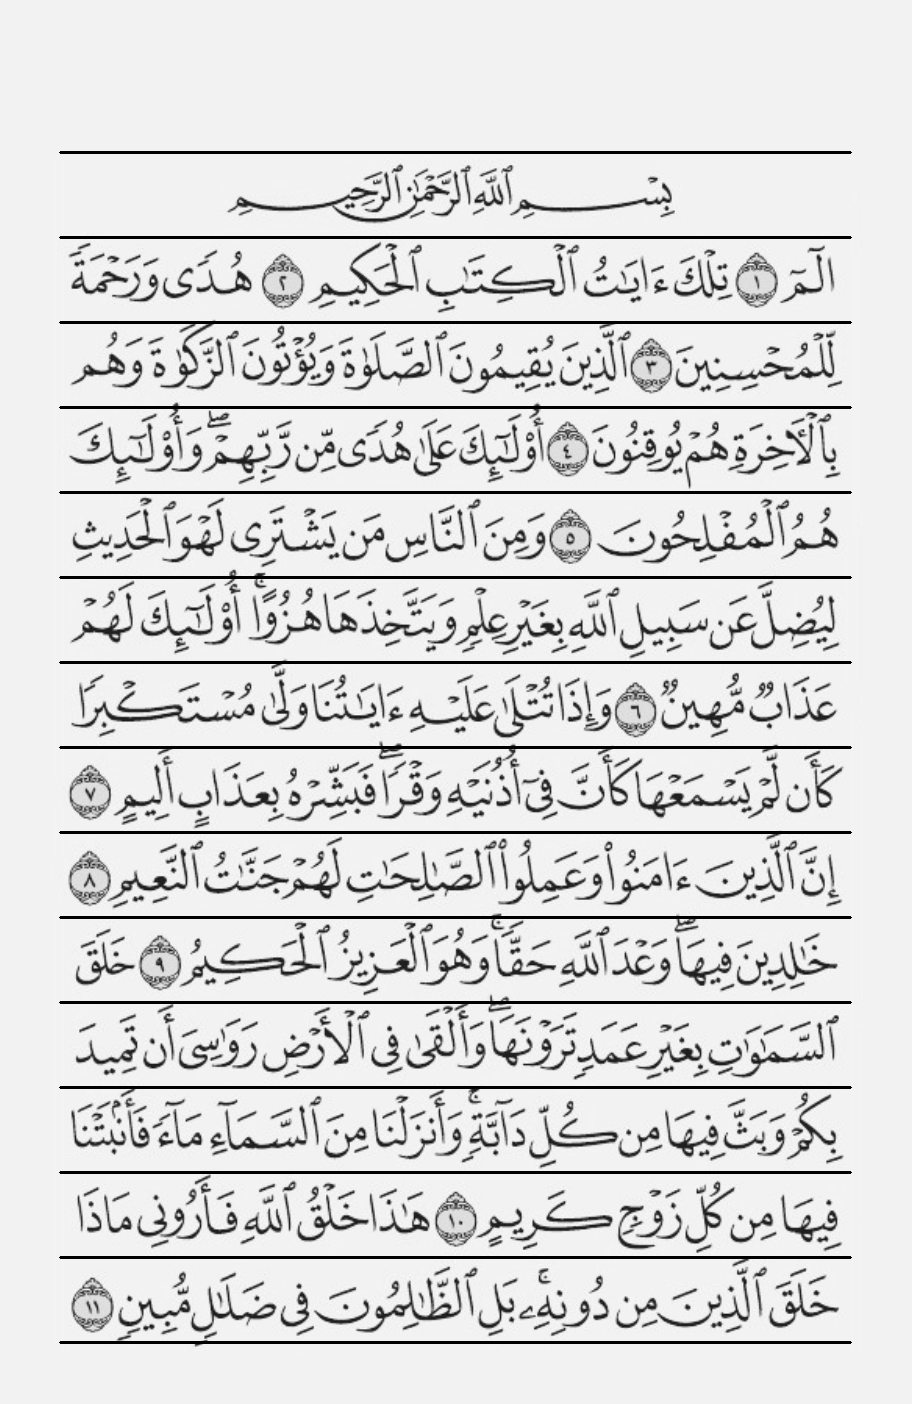 بِسْمِ ٱللَّهِ ٱلرَّحْمَٰنِ ٱلرَّحِيمِ
الٓمٓ ١ تِلْكَ ءَايَٰتُ ٱلْكِتَٰبِ ٱلْحَكِيمِ ٢ هُدًى وَرَحْمَةً
لِّلْمُحْسِنِينَ ٣ ٱلَّذِينَ يُقِيمُونَ ٱلصَّلَوٰةَ وَيُؤْتُونَ ٱلزَّكَوٰةَ وَهُم
بِٱلْأَخِرَةِ هُمْ يُوقِنُونَ ٤ أُو۟لَٰٓئِكَ عَلَىٰ هُدًى مِّن رَّبِّهِمْ ۖ وَأُو۟لَٰٓئِكَ
هُمُ ٱلْمُفْلِحُونَ ٥ وَمِنَ ٱلنَّاسِ مَن يَشْتَرِى لَهْوَ ٱلْحَدِيثِ
لِيُضِلَّ عَن سَبِيلِ ٱللَّهِ بِغَيْرِ عِلْمٍ وَيَتَّخِذَهَا هُزُوًا ۚ أُو۟لَٰٓئِكَ لَهُمْ
عَذَابٌ مُّهِينٌ ٦ وَإِذَا تُتْلَىٰ عَلَيْهِ ءَايَٰتُنَا وَلَّىٰ مُسْتَكْبِرًا
كَأَن لَّمْ يَسْمَعْهَا كَأَنَّ فِىٓ أُذُنَيْهِ وَقْرًا ۖ فَبَشِّرْهُ بِعَذَابٍ أَلِيمٍ ٧
إِنَّ ٱلَّذِينَ ءَامَنُوا۟ وَعَمِلُوا۟ ٱلصَّٰلِحَٰتِ لَهُمْ جَنَّٰتُ ٱلنَّعِيمِ ٨
خَٰلِدِينَ فِيهَا ۖ وَعْدَ ٱللَّهِ حَقًّا ۚ وَهُوَ ٱلْعَزِيزُ ٱلْحَكِيمُ ٩ خَلَقَ
ٱلسَّمَٰوَٰتِ بِغَيْرِ عَمَدٍ تَرَوْنَهَا ۖ وَأَلْقَىٰ فِى ٱلْأَرْضِ رَوَٰسِىَ أَن تَمِيدَ
بِكُمْ وَبَثَّ فِيهَا مِن كُلِّ دَآبَّةٍ ۚ وَأَنزَلْنَا مِنَ ٱلسَّمَآءِ مَآءً فَأَنۢبَتْنَا
فِيهَا مِن كُلِّ زَوْجٍ كَرِيمٍ ١٠ هَٰذَا خَلْقُ ٱللَّهِ فَأَرُونِى مَاذَا
خَلَقَ ٱلَّذِينَ مِن دُونِهِۦ ۚ بَلِ ٱلظَّٰلِمُونَ فِى ضَلَٰلٍ مُّبِينٍ ١١